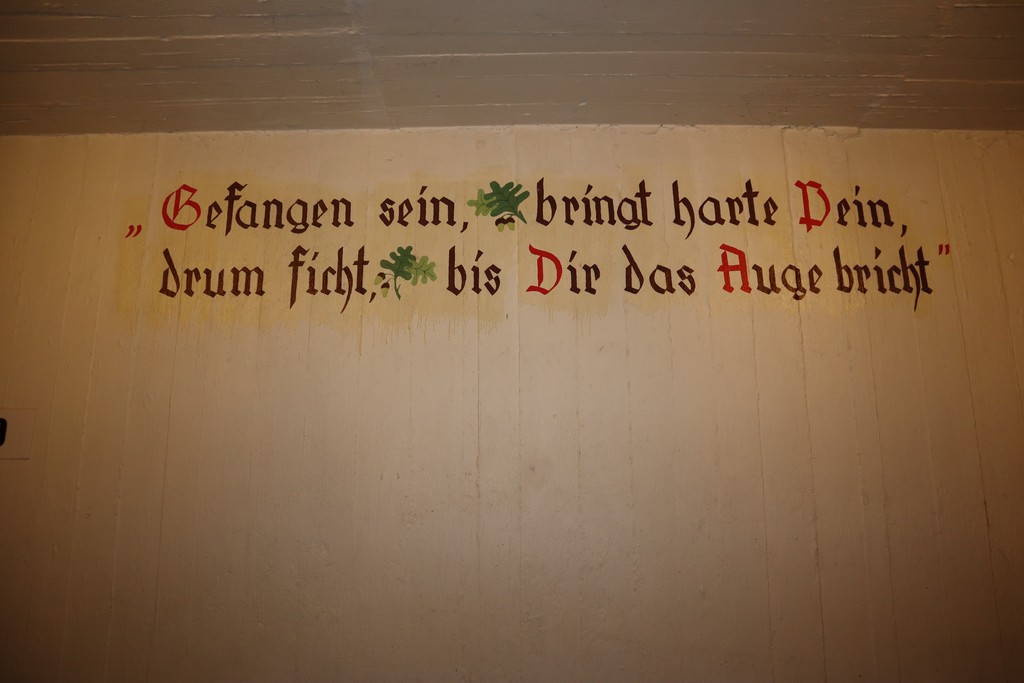 „Gefangen sein, bringt harte Pein,
drum ficht, bis Dir das Auge bricht”